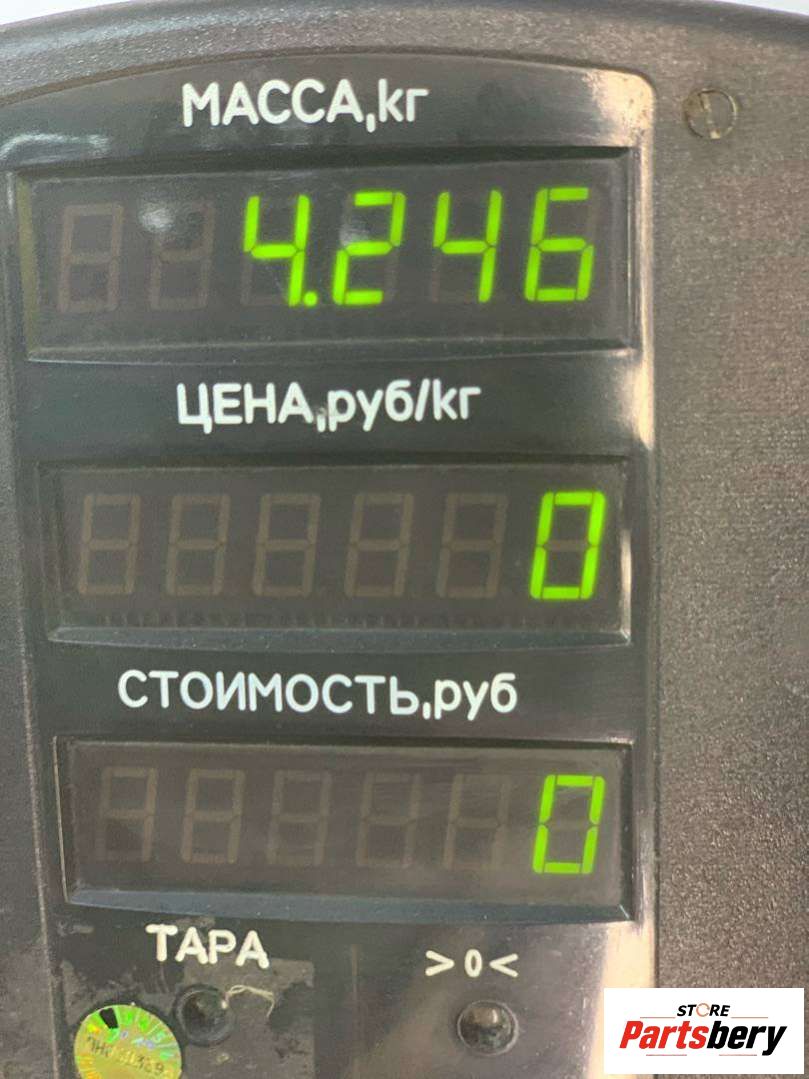 МАССА,кг
4.246
ЦЕНА,руб/кг
0
СТОИМОСТЬ,руб
0
ТАРА
>0<
STORE
Partsbery